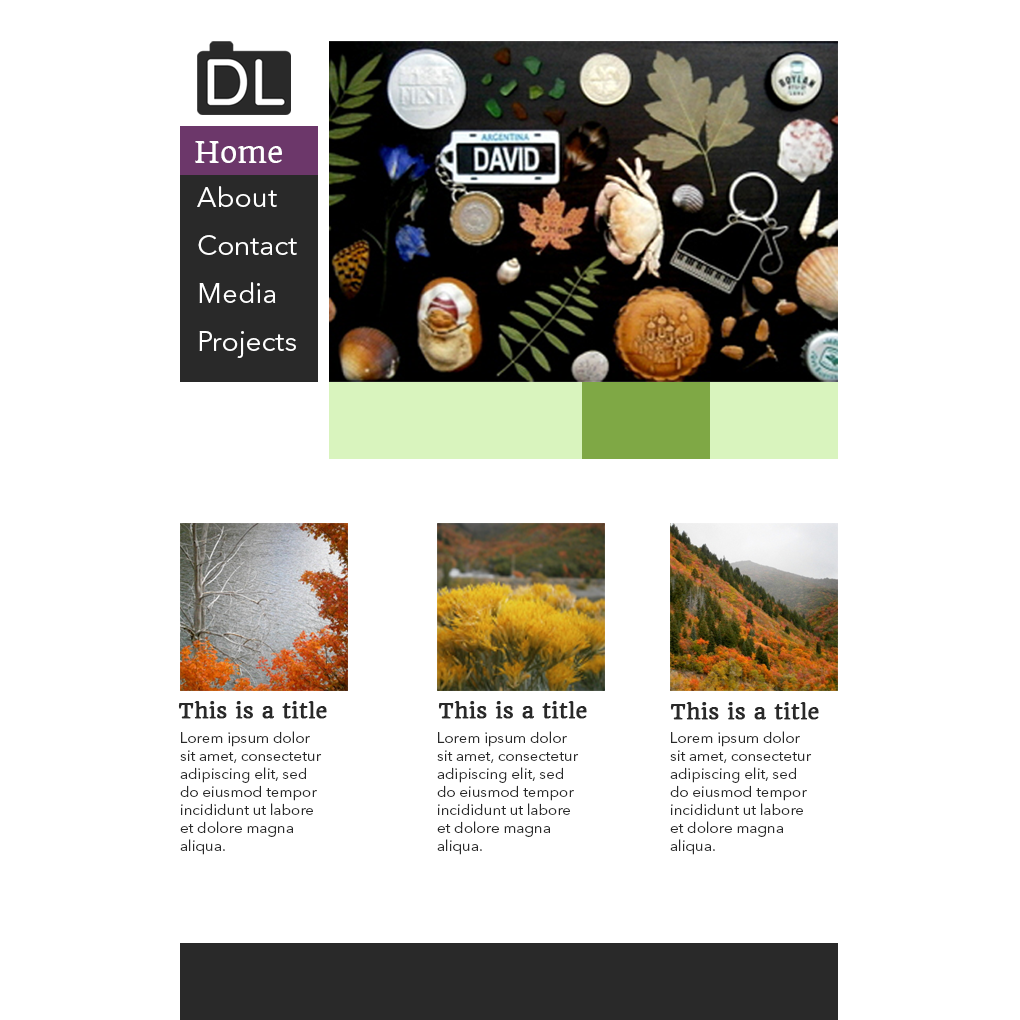 DL
Home
About
Contact
Media
Projects
FIESTA
ARGENTINA
DAVID
BOYLAN
This is a title
Lorem ipsum dolor
sit amet, consectetur
adipiscing elit, sed
do eiusmod tempor
incididunt ut labore
et dolore magna
aliqua.
This is a title
Lorem ipsum dolor
sit amet, consectetur
adipiscing elit, sed
do eiusmod tempor
incididunt ut labore
et dolore magna
aliqua.
This is a title
Lorem ipsum dolor
sit amet, consectetur
adipiscing elit, sed
do eiusmod tempor
incididunt ut labore
et dolore magna
aliqua.